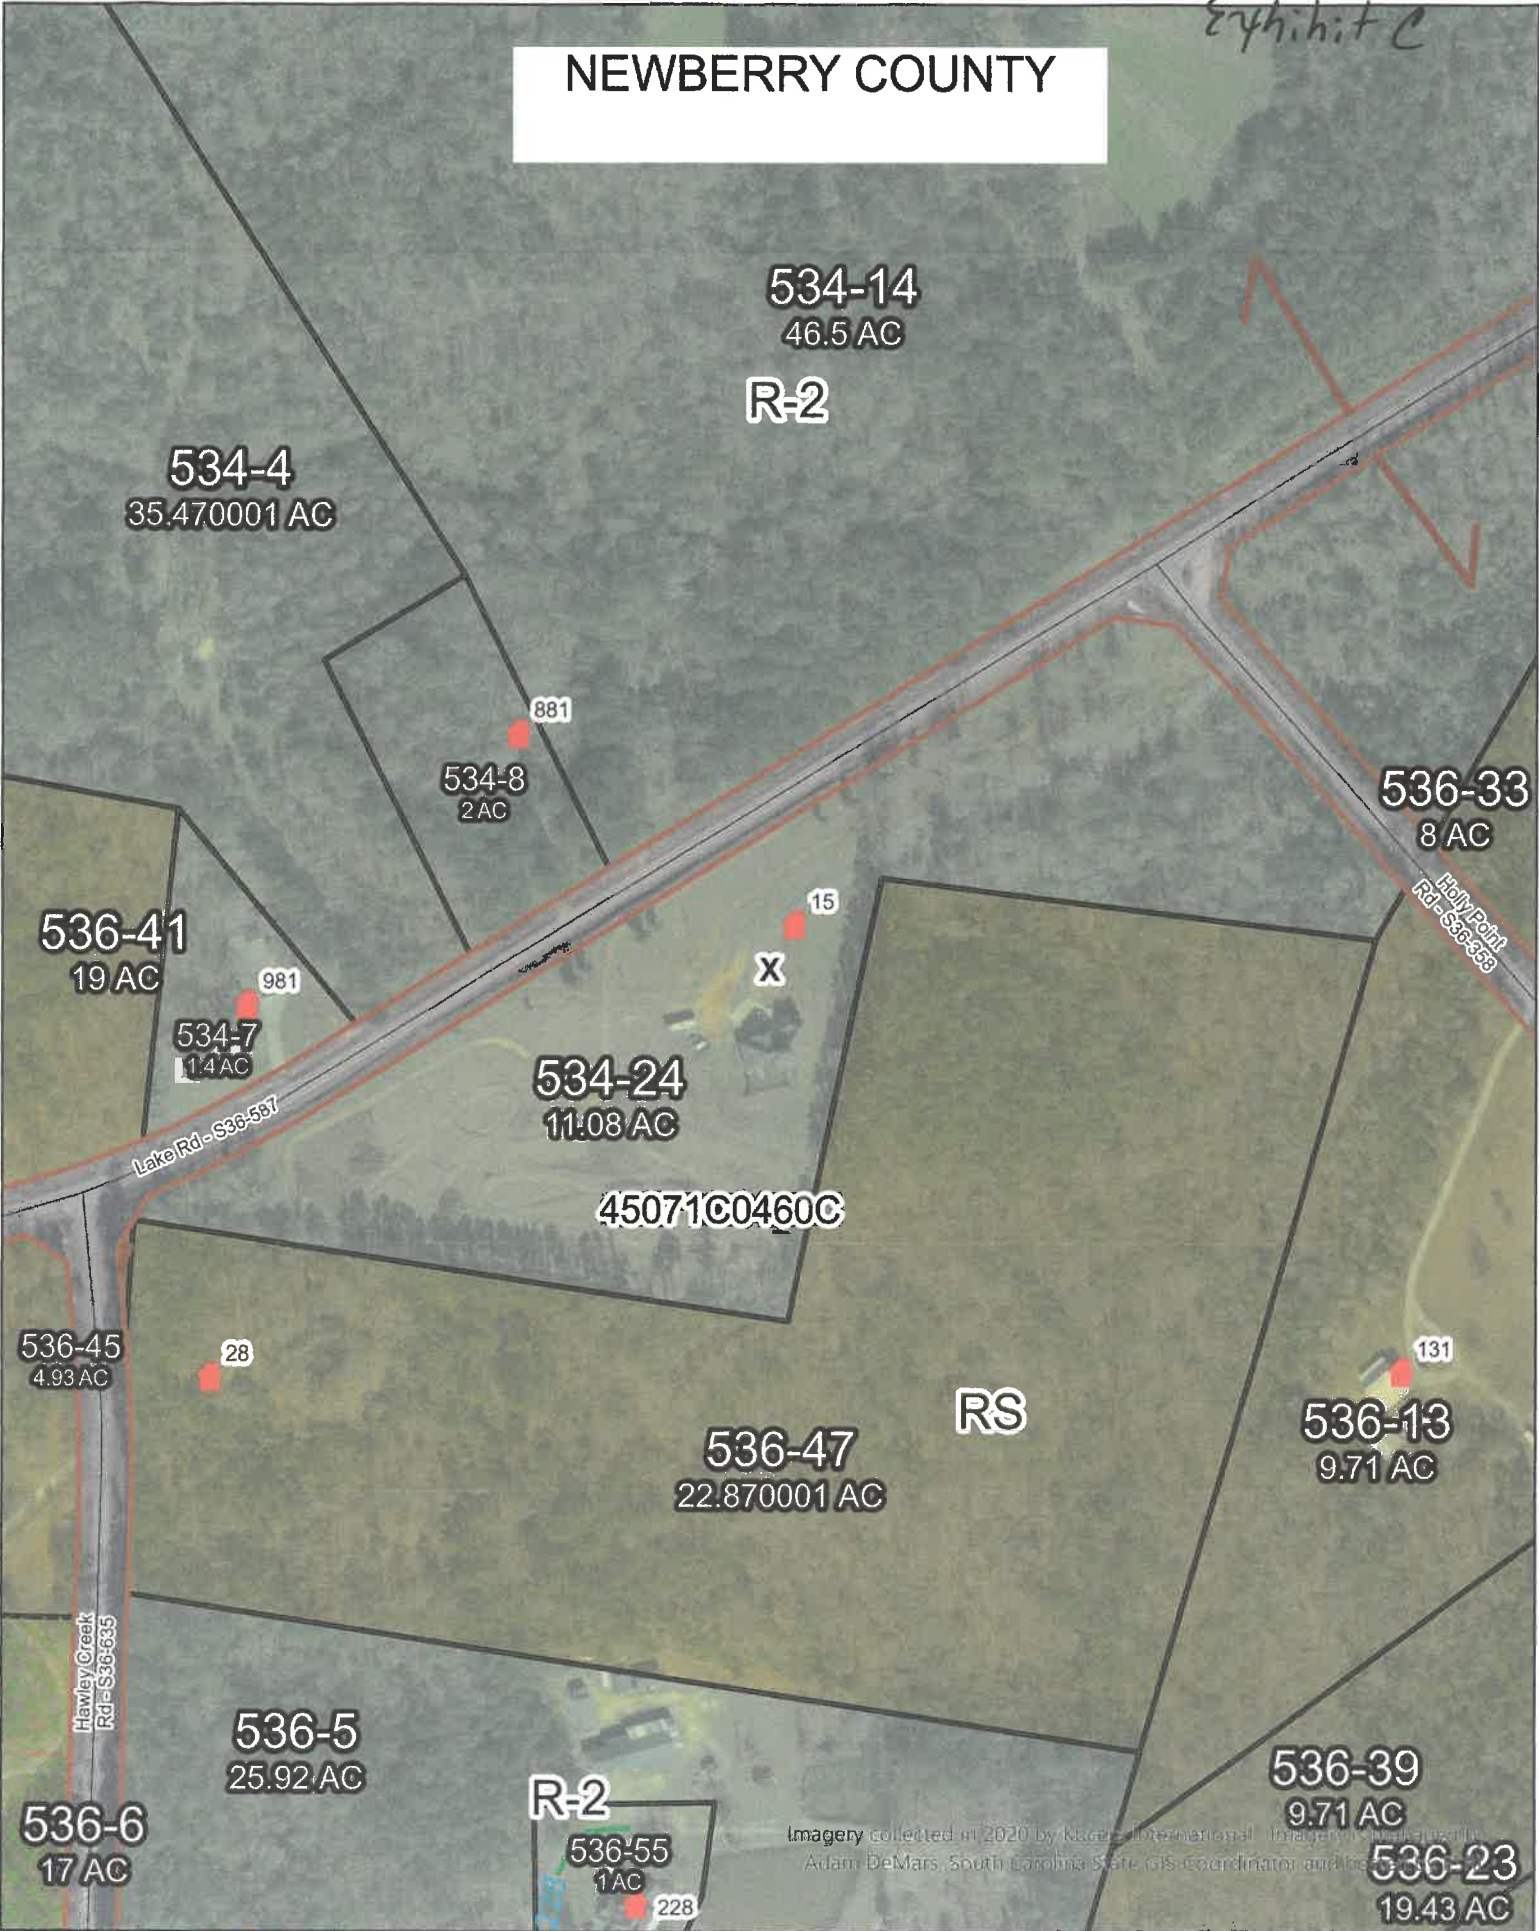 Exhibit C
NEWBERRY COUNTY
534-14
46.5 AC
R-2
534-4
35.470001 AC
881
534-8
2 AC
536-33
8 AC
Holly Point
Rd - S36-358
15
X
536-41
19 AC
981
534-7
1.4 AC
534-24
11.08 AC
Lake Rd - S36-587
45071C0460C
536-45
4.93 AC
28
131
RS
536-13
9.71 AC
536-47
22.870001 AC
Hawley Creek
Rd - S36-635
536-5
25.92 AC
R-2
536-39
9.71 AC
536-6
17 AC
536-55
1 AC
Imagery collected in 2020 by International
Adam DeMars, South Carolina State GIS Coordinator and
536-23
19.43 AC
228